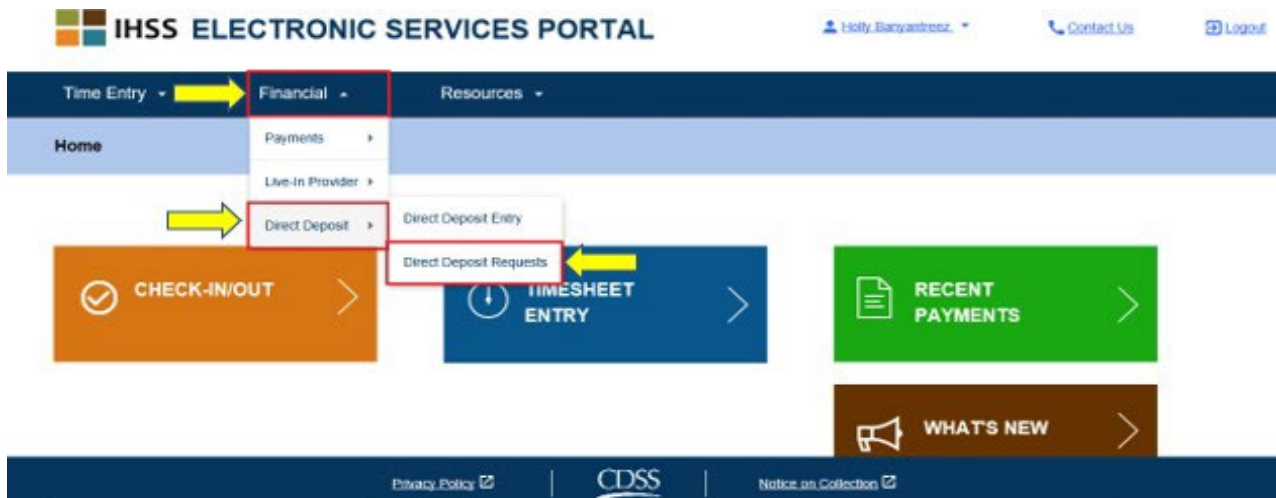 IHSS ELECTRONIC SERVICES PORTAL
Holly Banyantreez
Contact Us
Logout
Time Entry
Financial
Resources
Home
Payments
Live-In Provider
Direct Deposit
Direct Deposit Entry
Direct Deposit Requests
CHECK-IN/OUT
TIMESHEET
ENTRY
RECENT
PAYMENTS
WHAT'S NEW
Privacy Policy
CDSS
Notice on Collection